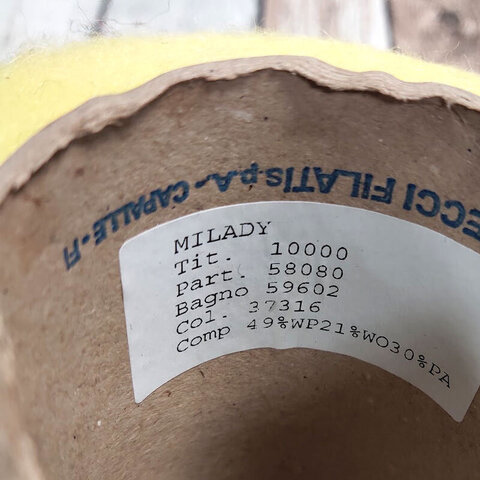 ECCI FILATI S.p.A. - CAPALLE - FI
MILADY
Tit. 10000
Part. 58080
Bagno 59602
Col. 37316
Comp 49%WP21%WO30%PA